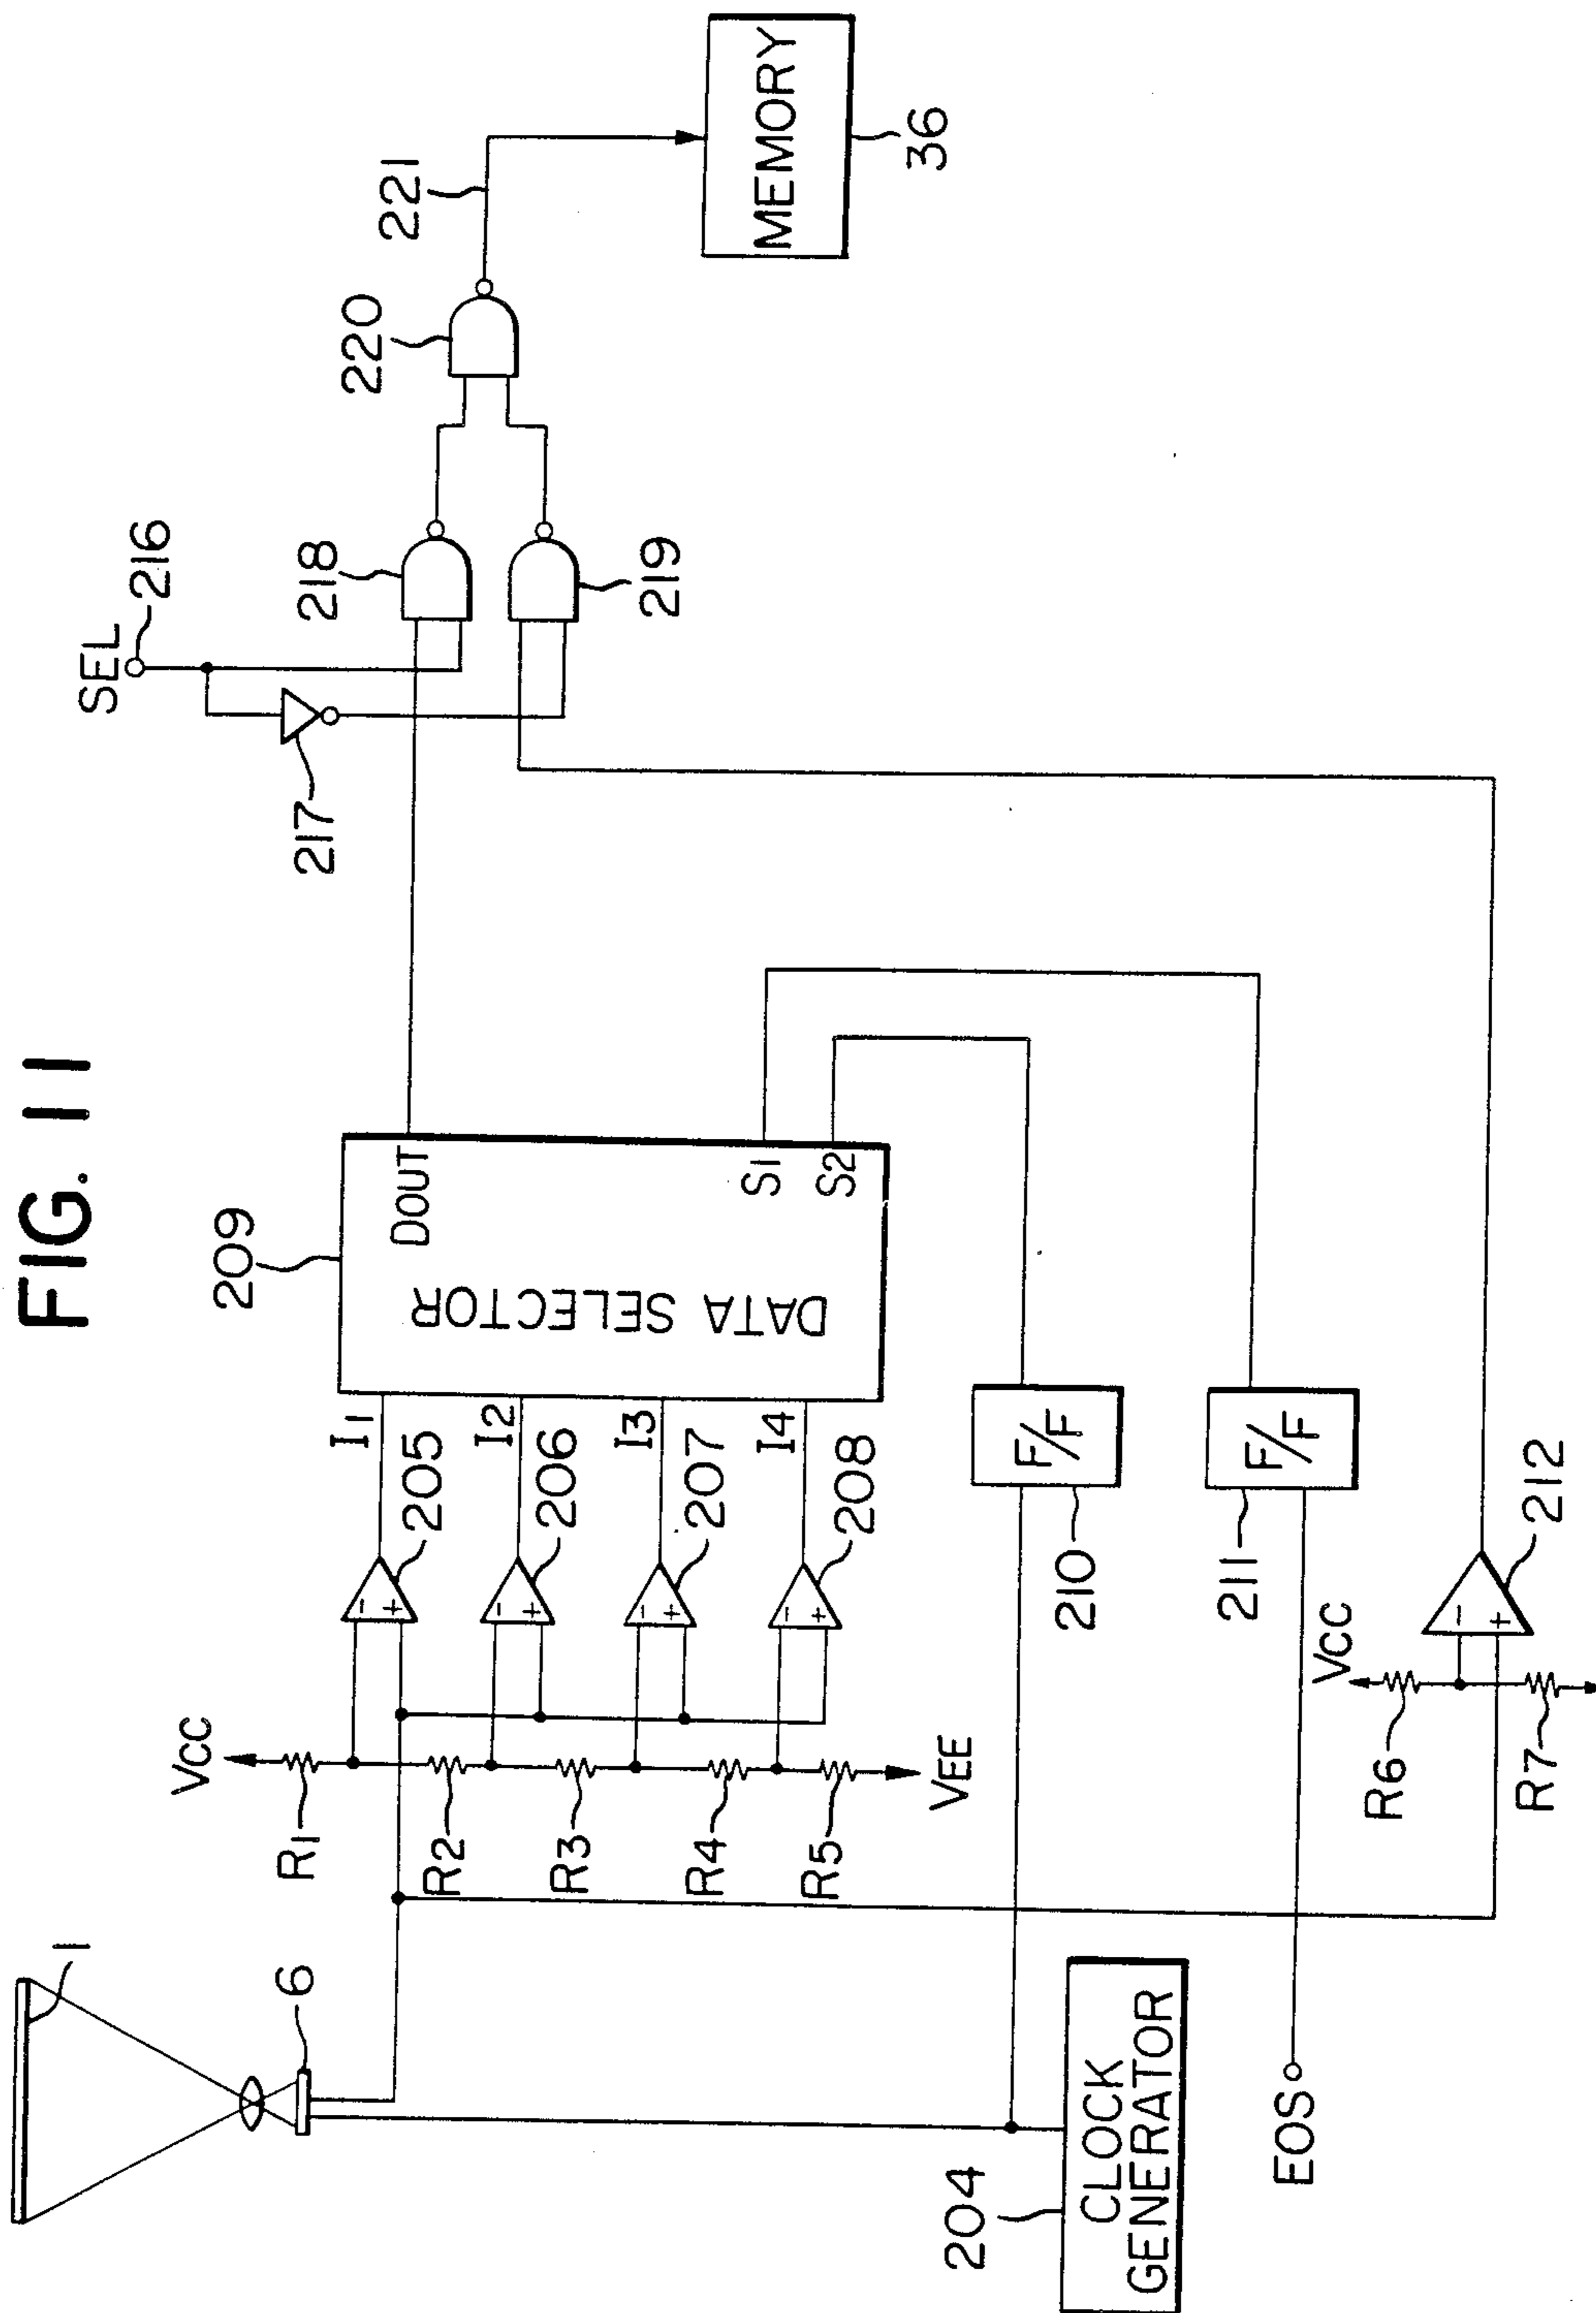 FIG. 11
1
6
VCC
R1
R2
R3
R4
R5
VEE
-
+
205
-
+
206
-
+
207
-
+
208
I1
I2
I3
I4
209
DATA SELECTOR
DOUT
S1
S2
SEL
216
217
218
219
220
221
MEMORY
36
204
CLOCK
GENERATOR
F/F
210
EOS
F/F
211
VCC
R6
R7
-
+
212